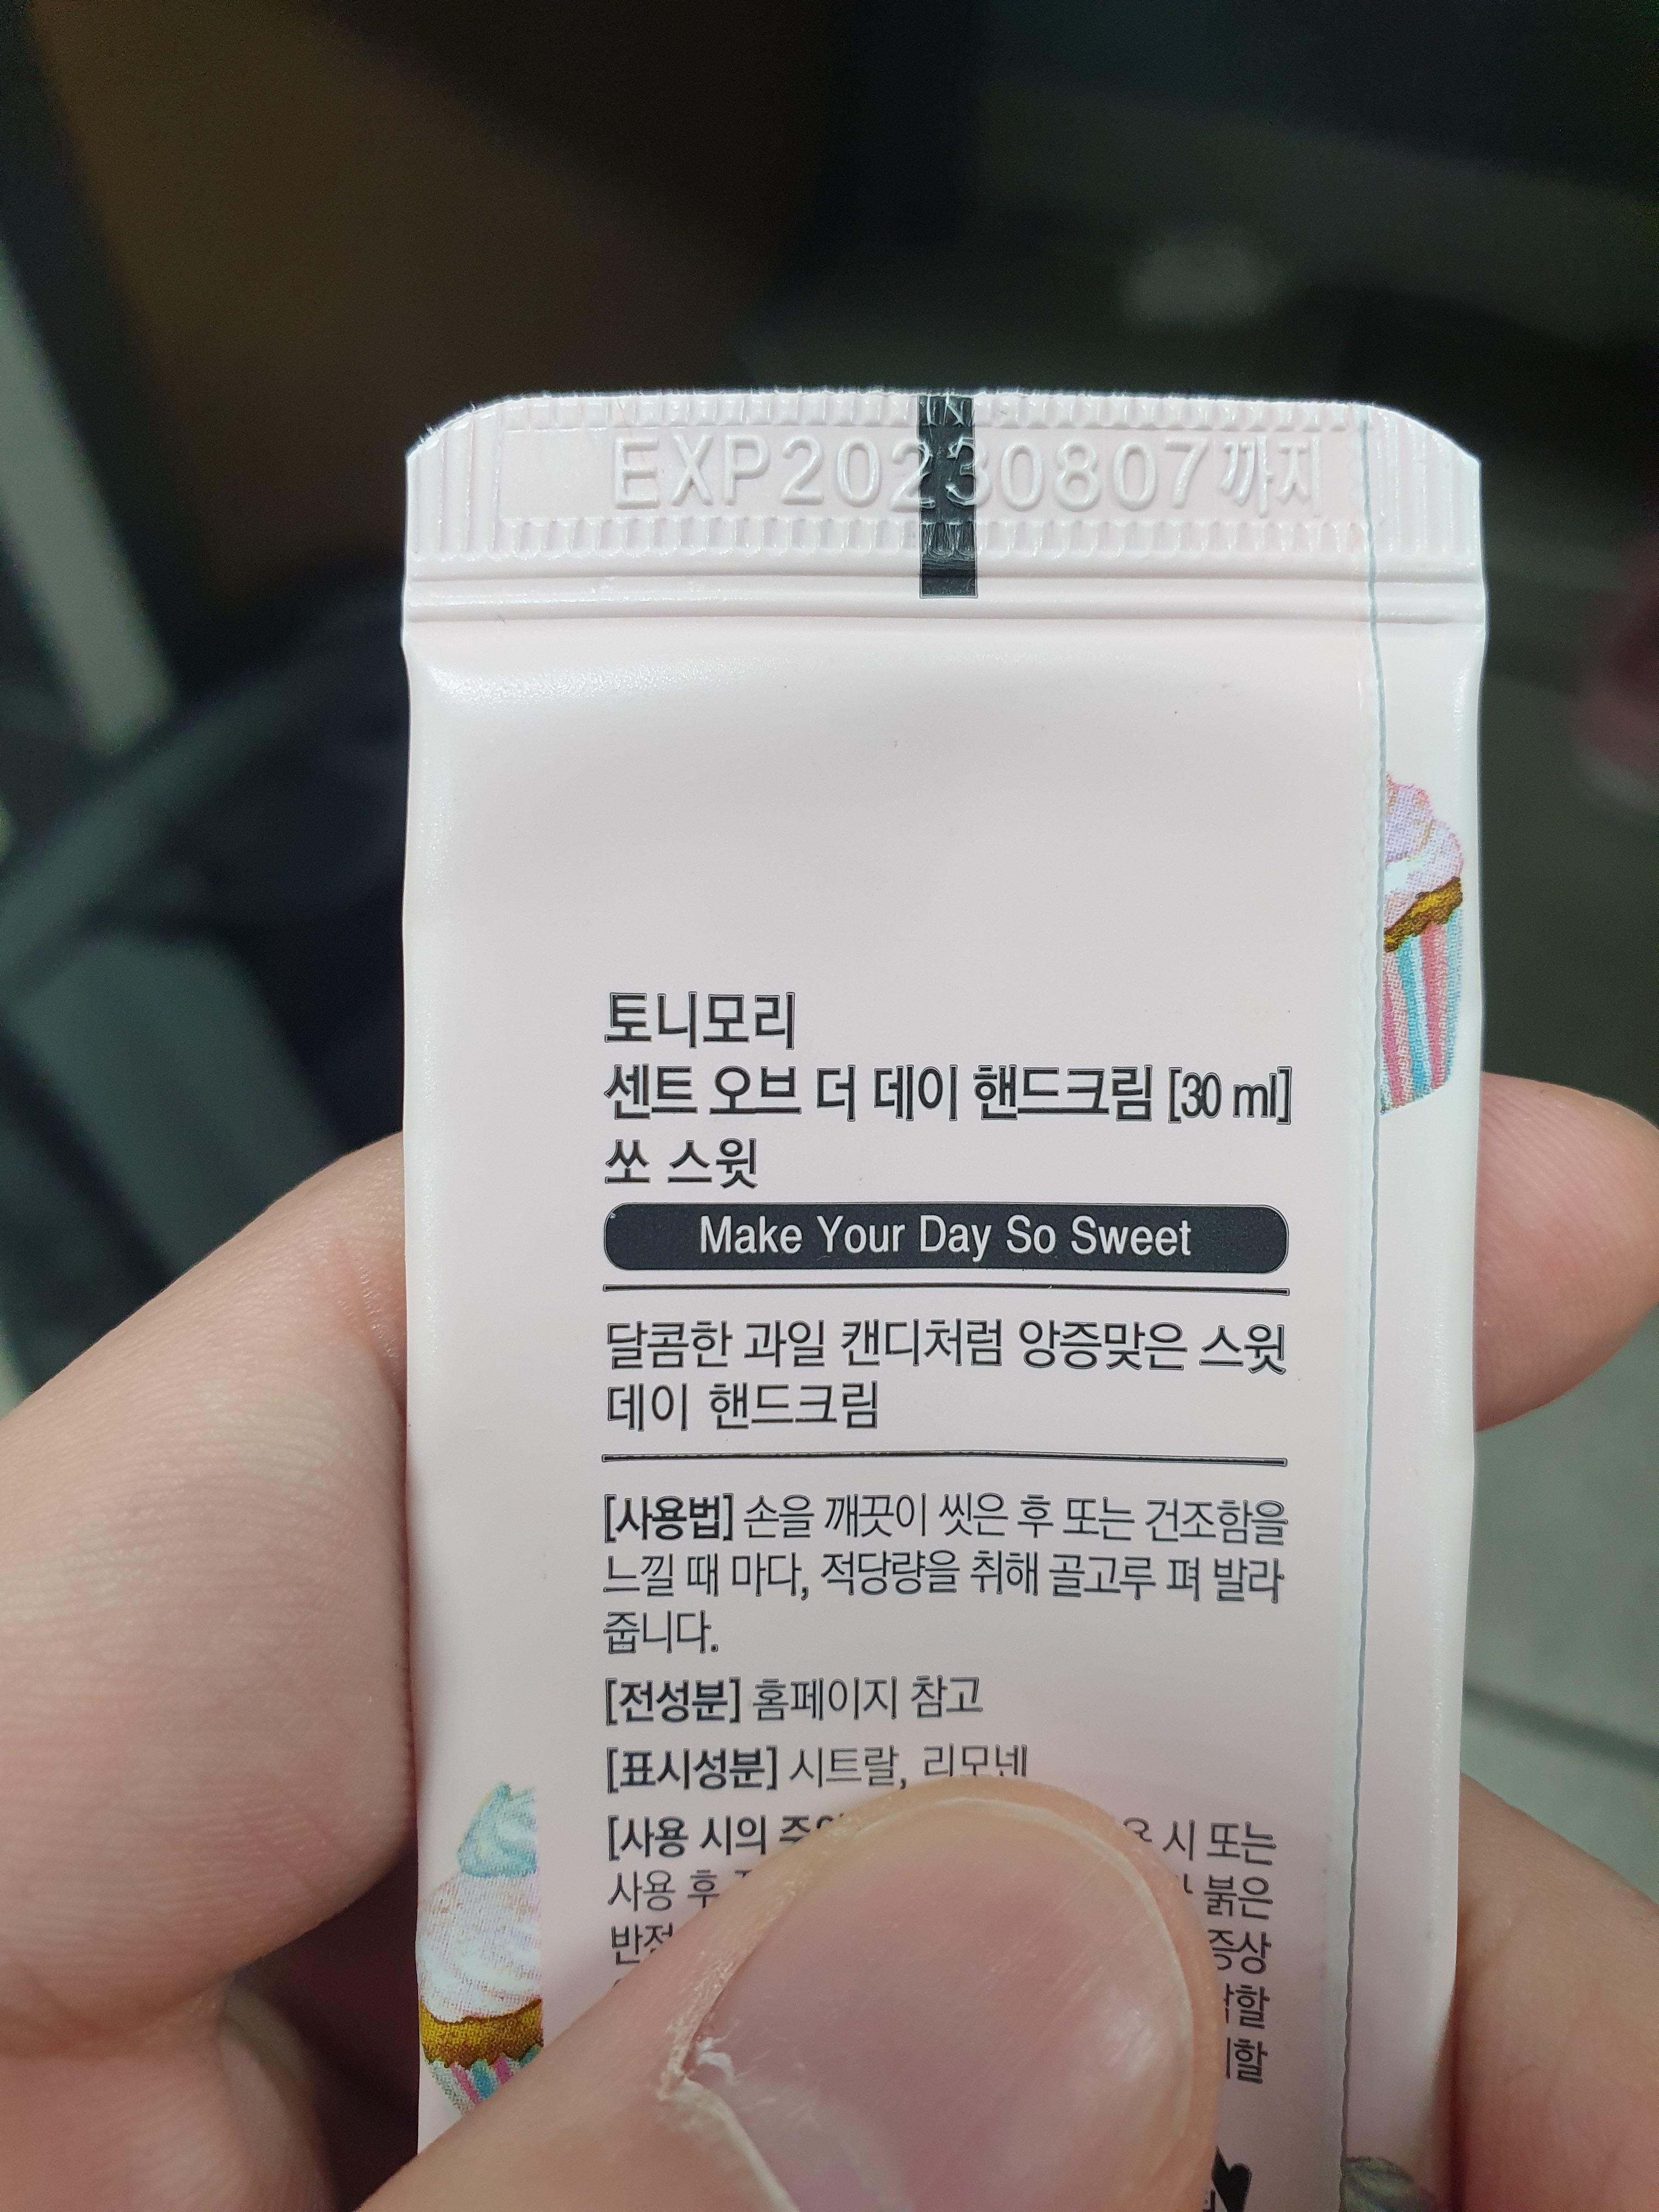 EXP20230807까지
토니모리
센트 오브 더 데이 핸드크림 [30 ml]
쏘 스윗
Make Your Day So Sweet
달콤한 과일 캔디처럼 앙증맞은 스윗
데이 핸드크림
[사용법] 손을 깨끗이 씻은 후 또는 건조함을
느낄 때 마다, 적당량을 취해 골고루 펴 발라
줍니다.
[전성분] 홈페이지 참고
[표시성분] 시트랄, 리모넨
[사용 시의 시 또는
사용 후 붉은
증상